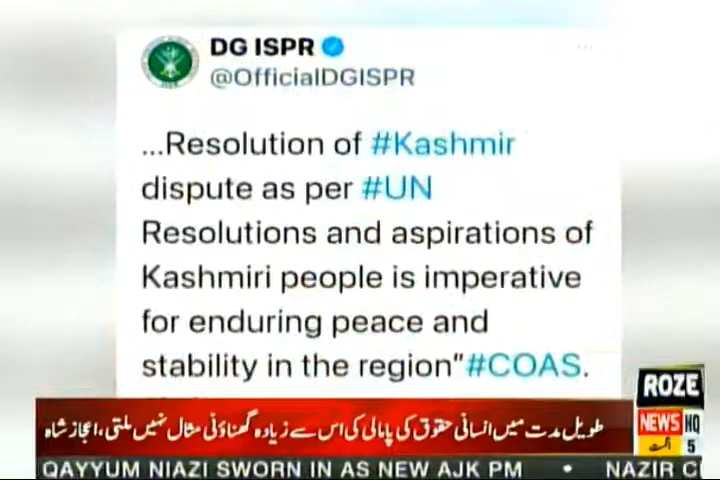 DG ISPR
@OfficialDGISPR
...Resolution of #Kashmir
dispute as per #UN
Resolutions and aspirations of
Kashmiri people is imperative
for enduring peace and
stability in the region"#COAS.
ROZE
NEWS HQ
5 اگست
طویل مدت میں انسانی حقوق کی پامالی کی اس سے زیادہ گھناؤنی مثال نہیں ملتی، اعجاز شاہ
QAYYUM NIAZI SWORN IN AS NEW AJK PM • NAZIR